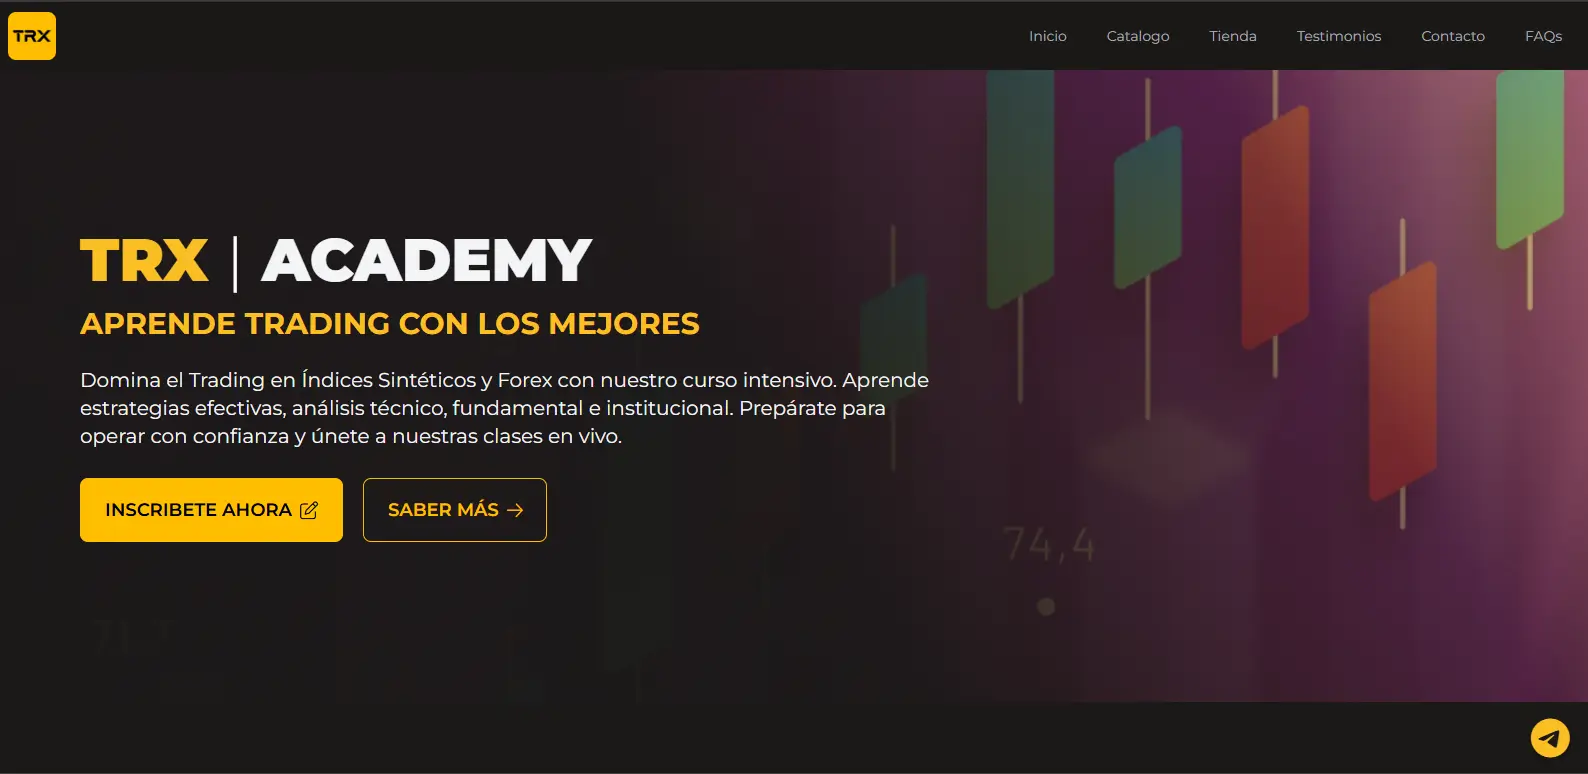 TRX
Inicio
Catalogo
Tienda
Testimonios
Contacto
FAQs
TRX | ACADEMY
APRENDE TRADING CON LOS MEJORES
Domina el Trading en Índices Sintéticos y Forex con nuestro curso intensivo. Aprende
estrategias efectivas, análisis técnico, fundamental e institucional. Prepárate para
operar con confianza y únete a nuestras clases en vivo.
INSCRIBETE AHORA
SABER MÁS
74,4